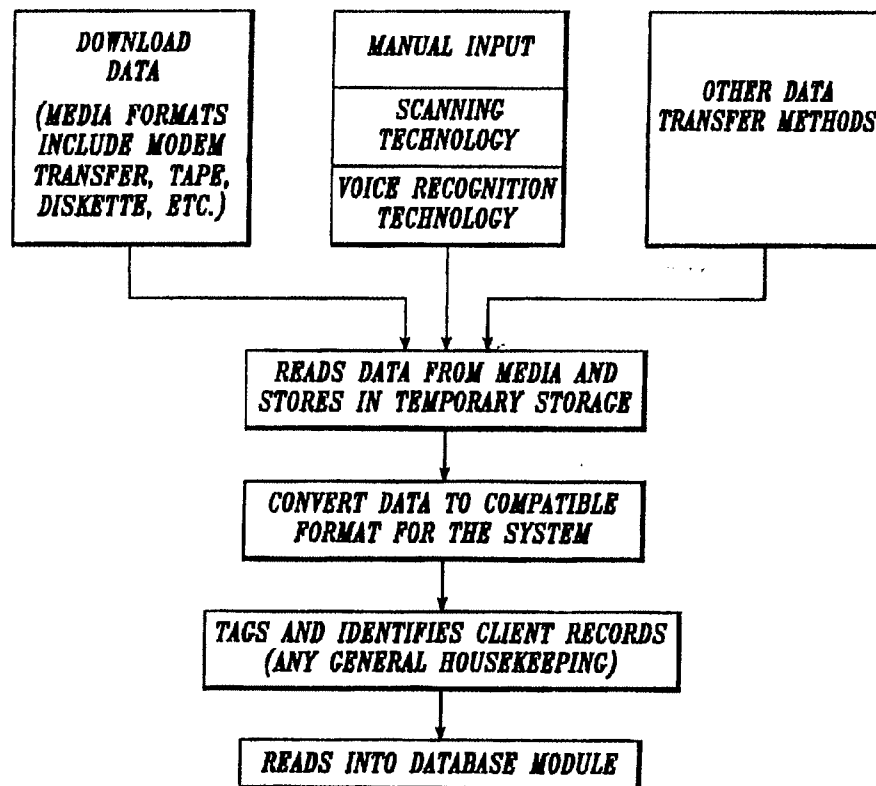 DOWNLOAD
DATA
(MEDIA FORMATS
INCLUDE MODEM
TRANSFER, TAPE,
DISKETTE, ETC.)
MANUAL INPUT
SCANNING
TECHNOLOGY
VOICE RECOGNITION
TECHNOLOGY
OTHER DATA
TRANSFER METHODS
READS DATA FROM MEDIA AND
STORES IN TEMPORARY STORAGE
CONVERT DATA TO COMPATIBLE
FORMAT FOR THE SYSTEM
TAGS AND IDENTIFIES CLIENT RECORDS
(ANY GENERAL HOUSEKEEPING)
READS INTO DATABASE MODULE